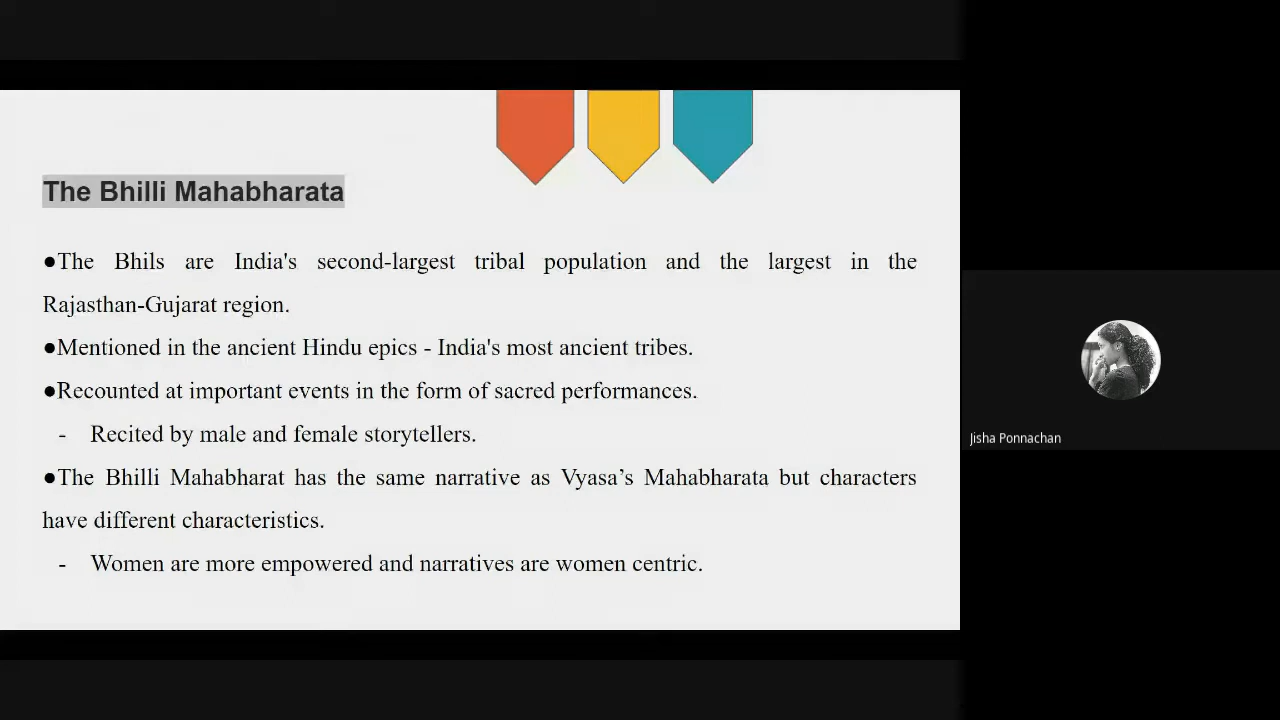 The Bhilli Mahabharata
●The Bhils are India's second-largest tribal population and the largest in the
Rajasthan-Gujarat region.
●Mentioned in the ancient Hindu epics - India's most ancient tribes.
●Recounted at important events in the form of sacred performances.
- Recited by male and female storytellers.
●The Bhilli Mahabharat has the same narrative as Vyasa’s Mahabharata but characters
have different characteristics.
- Women are more empowered and narratives are women centric.
Jisha Ponnachan